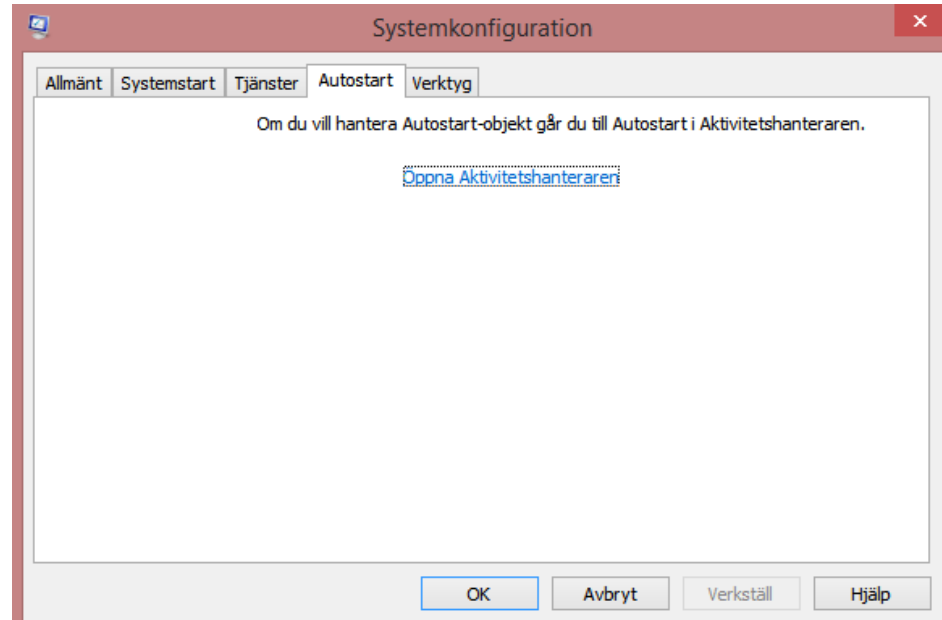 Systemkonfiguration
Allmänt Systemstart Tjänster Autostart Verktyg
Om du vill hantera Autostart-objekt går du till Autostart i Aktivitetshanteraren.
Öppna Aktivitetshanteraren
OK Avbryt Verkställ Hjälp